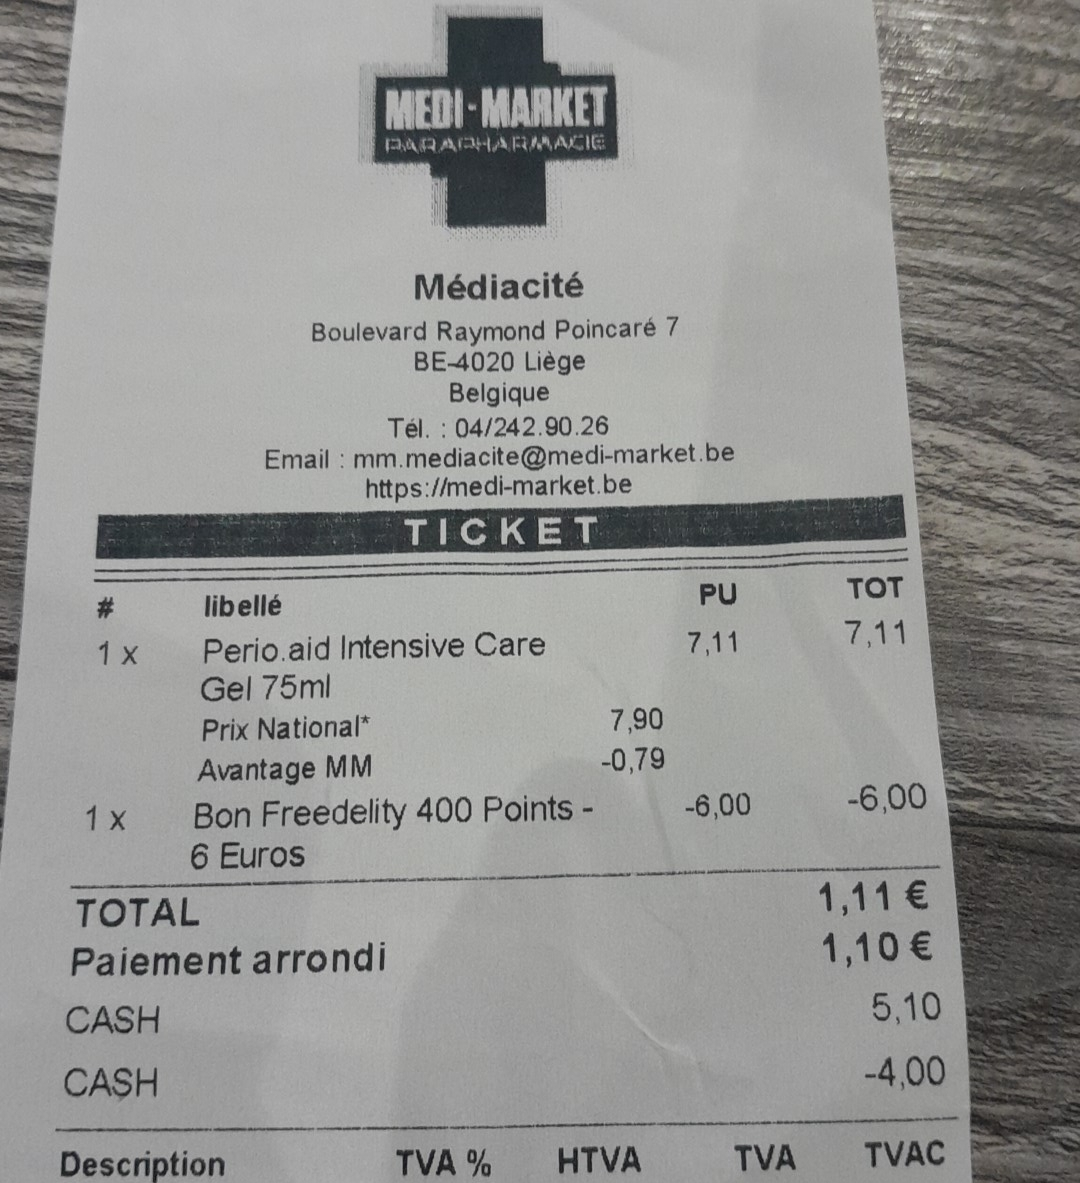 MEDI-MARKET
PARAPHARMACIE
Médiacité
Boulevard Raymond Poincaré 7
BE-4020 Liège
Belgique
Tél. : 04/242.90.26
Email : mm.mediacite@medi-market.be
https://medi-market.be
TICKET
# libellé PU TOT
1 x Perio.aid Intensive Care 7,11 7,11
Gel 75ml
Prix National* 7,90
Avantage MM -0,79
1 x Bon Freedelity 400 Points - -6,00 -6,00
6 Euros
TOTAL 1,11 €
Paiement arrondi 1,10 €
CASH 5,10
CASH -4,00
Description TVA % HTVA TVA TVAC